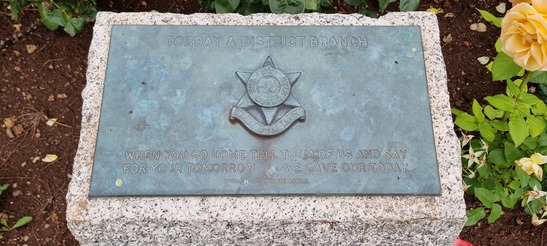 TORBAY & DISTRICT BRANCH
WHEN YOU GO HOME TELL THEM OF US AND SAY
FOR YOUR TOMORROW WE GAVE OUR TODAY